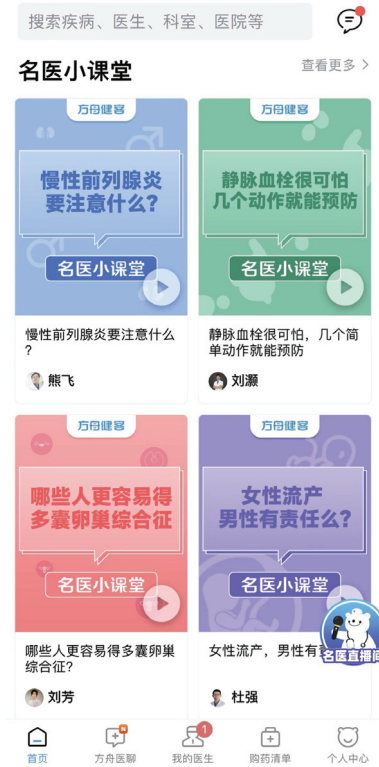 搜索疾病、医生、科室、医院等
名医小课堂
查看更多
方舟健客
慢性前列腺炎
要注意什么?
名医小课堂
慢性前列腺炎要注意什么
?
熊飞
方舟健客
静脉血栓很可怕
几个动作就能预防
名医小课堂
静脉血栓很可怕，几个简
单动作就能预防
刘灏
方舟健客
哪些人更容易得
多囊卵巢综合征
名医小课堂
哪些人更容易得多囊卵巢
综合征?
刘芳
方舟健客
女性流产
男性有责任么?
名医小课堂
女性流产，男性有责
杜强
名医直播间
首页
N
方舟医聊
1
我的医生
购药清单
个人中心